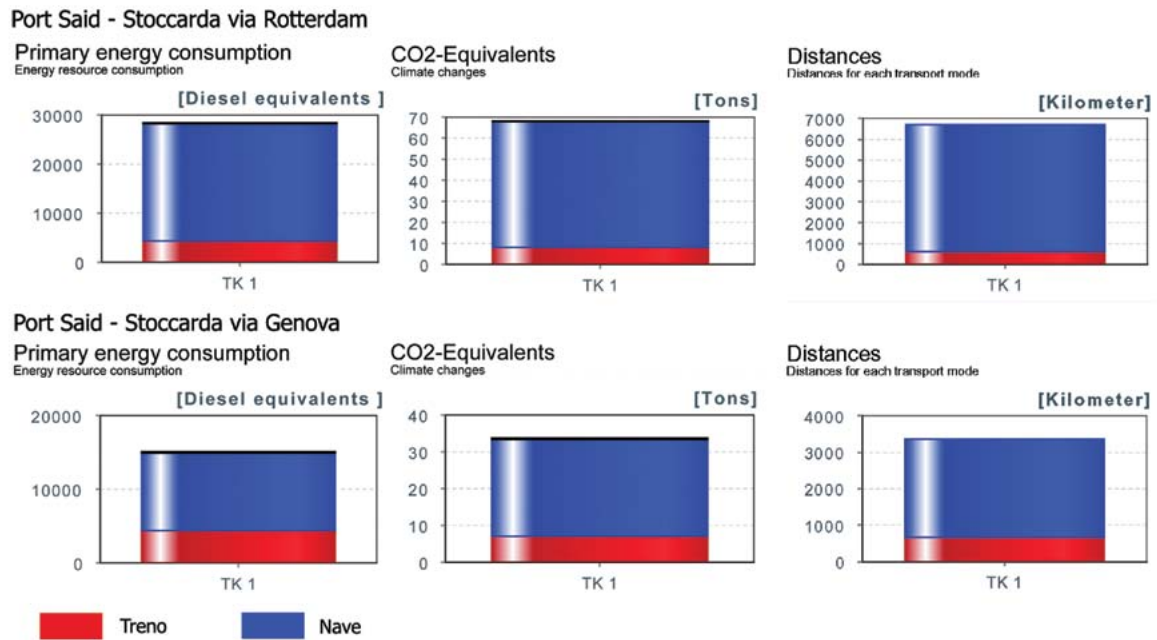 Port Said - Stoccarda via Rotterdam
Primary energy consumption
Energy resource consumption
[Diesel equivalents ]
30000
20000
10000
0
TK 1
CO2-Equivalents
Climate changes
[Tons]
70
60
50
40
30
20
10
0
TK 1
Distances
Distances for each transport mode
[Kilometer]
7000
6000
5000
4000
3000
2000
1000
0
TK 1
Port Said - Stoccarda via Genova
Primary energy consumption
Energy resource consumption
[Diesel equivalents ]
20000
10000
0
TK 1
CO2-Equivalents
Climate changes
[Tons]
40
30
20
10
0
TK 1
Distances
Distances for each transport mode
[Kilometer]
4000
3000
2000
1000
0
TK 1
Treno
Nave